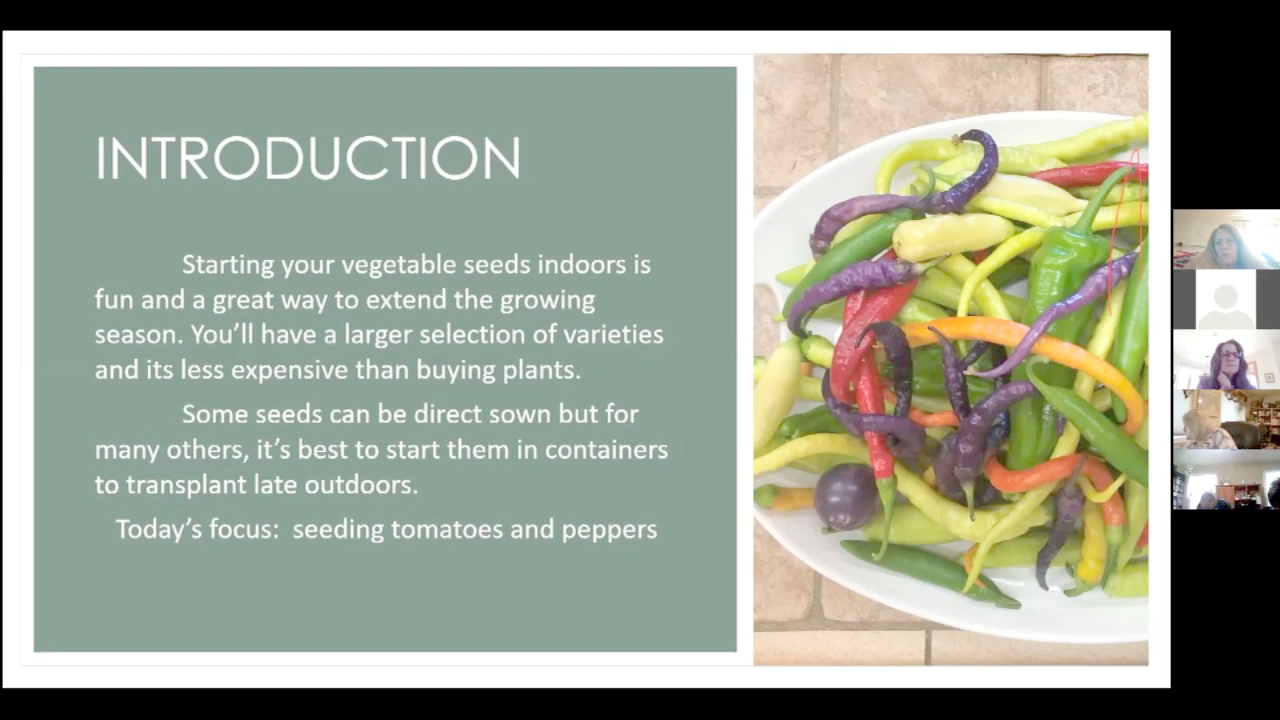 INTRODUCTION
Starting your vegetable seeds indoors is
fun and a great way to extend the growing
season. You’ll have a larger selection of varieties
and its less expensive than buying plants.
Some seeds can be direct sown but for
many others, it’s best to start them in containers
to transplant late outdoors.
Today’s focus:  seeding tomatoes and peppers